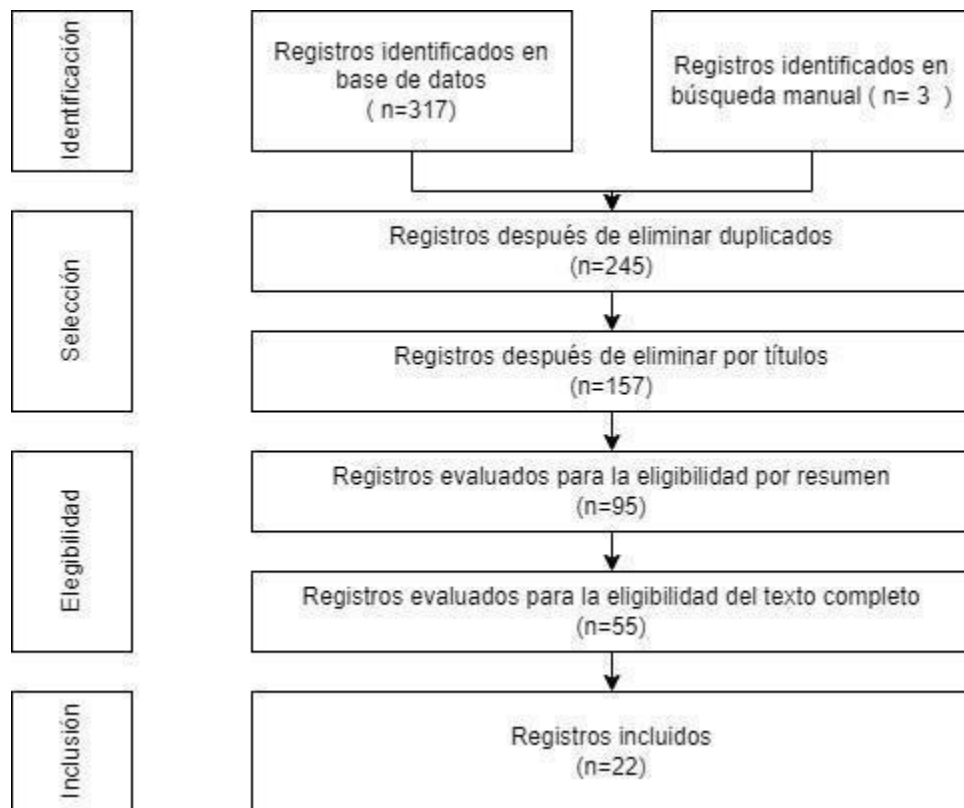 Identificación
Registros identificados en
base de datos
( n=317)
Registros identificados en
búsqueda manual ( n= 3  )
Selección
Registros después de eliminar duplicados
(n=245)
Registros después de eliminar por títulos
(n=157)
Elegibilidad
Registros evaluados para la eligibilidad por resumen
(n=95)
Registros evaluados para la eligibilidad del texto completo
(n=55)
Inclusión
Registros incluidos
(n=22)